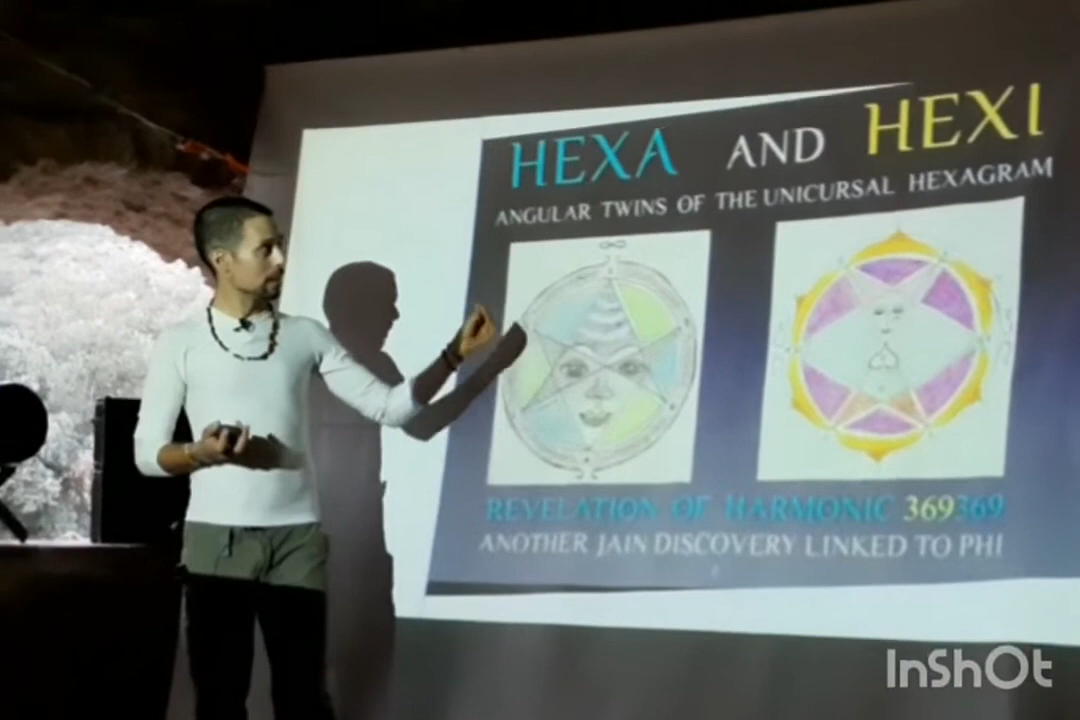 HEXA AND HEXI
ANGULAR TWINS OF THE UNICURSAL HEXAGRAM
REVELATION OF HARMONIC 369369
ANOTHER JAIN DISCOVERY LINKED TO PHI
InShOt